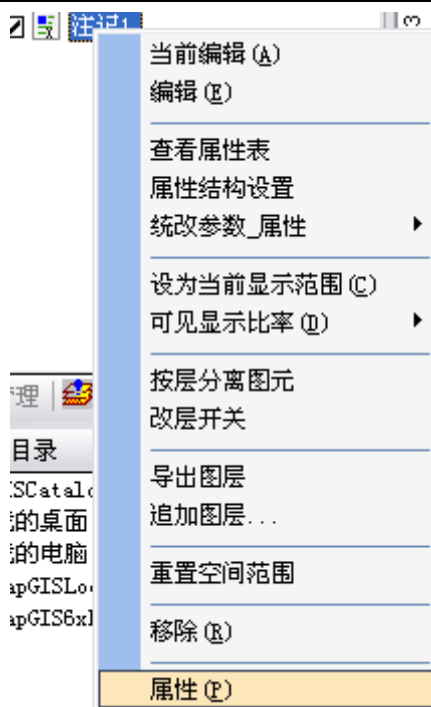 注记1
当前编辑(A)
编辑(E)
查看属性表
属性结构设置
统改参数_属性
设为当前显示范围(C)
可见显示比率(D)
按层分离图元
改层开关
理
目录
导出图层
追加图层...
的桌面
的电脑
重置空间范围
移除(R)
属性(P)